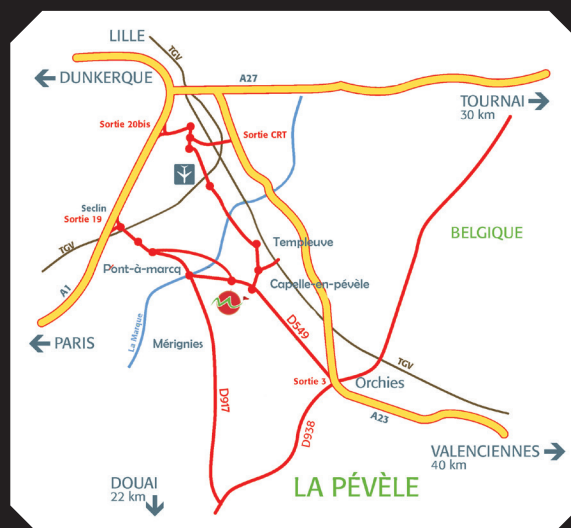 LILLE
TGV
DUNKERQUE
A27
TOURNAI
30 km
Sortie 20bis
Sortie CRT
Seclin
Sortie 19
BELGIQUE
Templeuve
TGV
Pont-à-marcq
Capelle-en-pévèle
A1
La Marque
D549
PARIS
Mérignies
TGV
Sortie 3
Orchies
D917
A23
D938
VALENCIENNES
40 km
DOUAI
22 km
LA PÉVÈLE